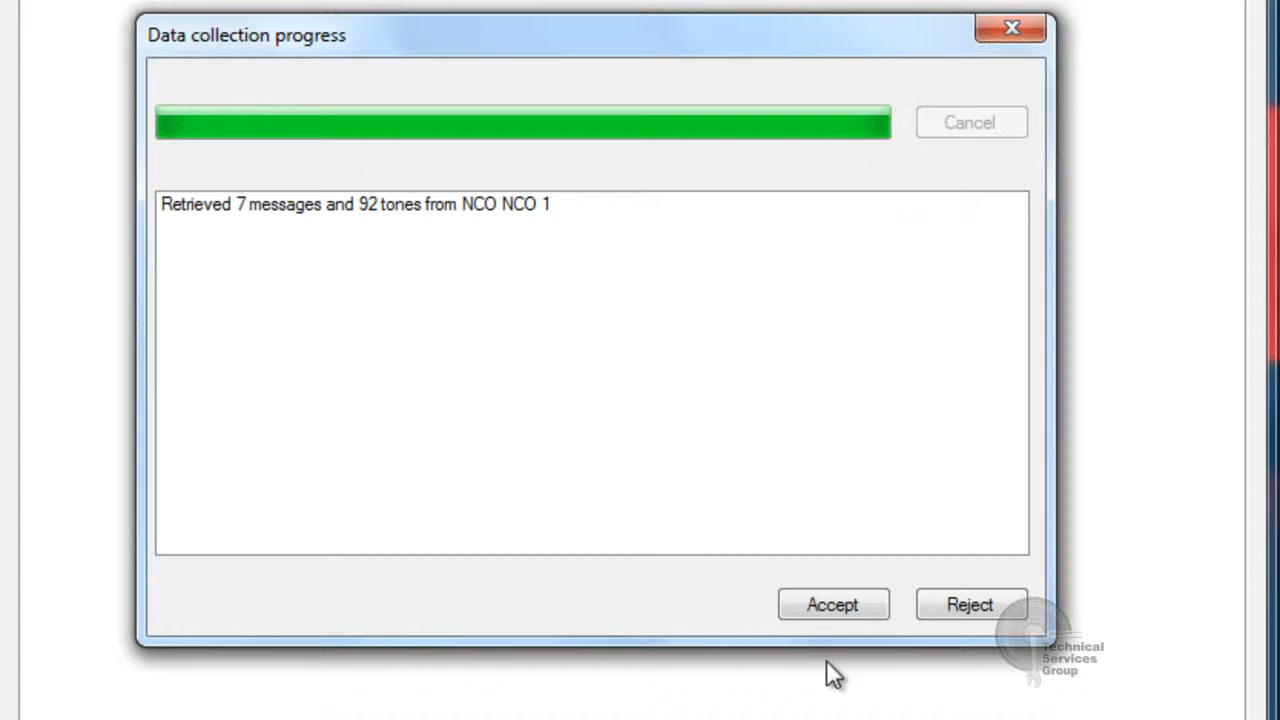 Data collection progress
Cancel
Retrieved 7 messages and 92 tones from NCO NCO 1
Accept
Reject
Technical
Services
Group